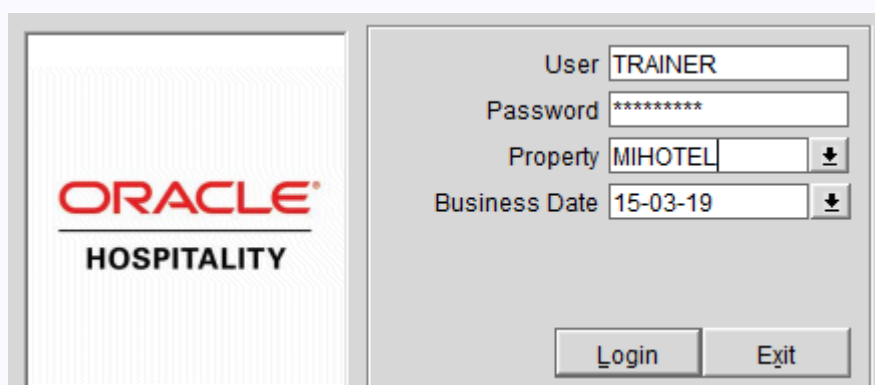 ORACLE®
HOSPITALITY
User TRAINER
Password *********
Property MIHOTEL
Business Date 15-03-19
Login Exit